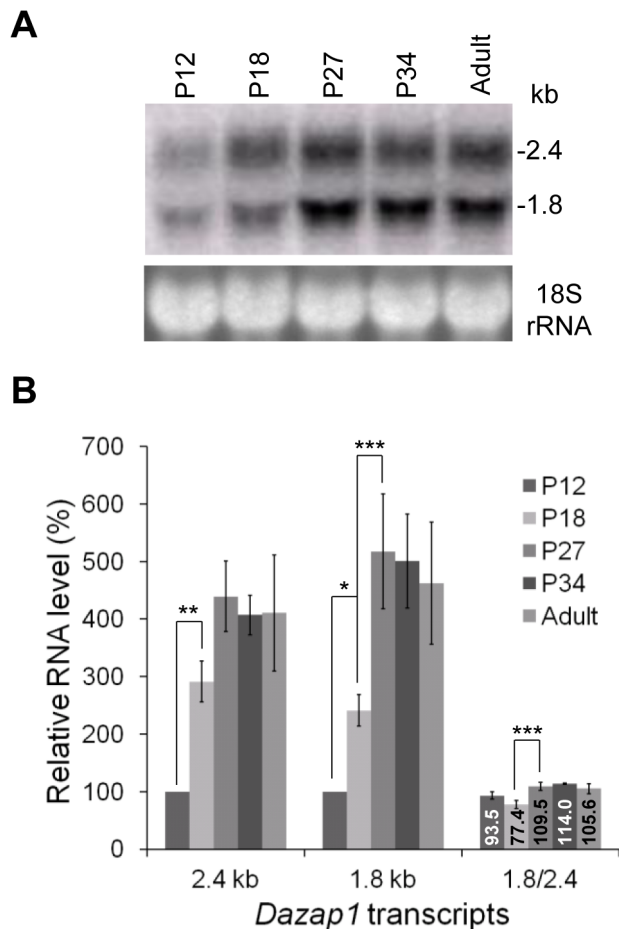 A
P12 P18 P27 P34 Adult kb
-2.4
-1.8
18S
rRNA
B
Relative RNA level (%)
700
600
500
400
300
200
100
0
**
*
***
***
P12
P18
P27
P34
Adult
93.5 77.4 109.5 114.0 105.6
2.4 kb 1.8 kb 1.8/2.4
Dazap1 transcripts